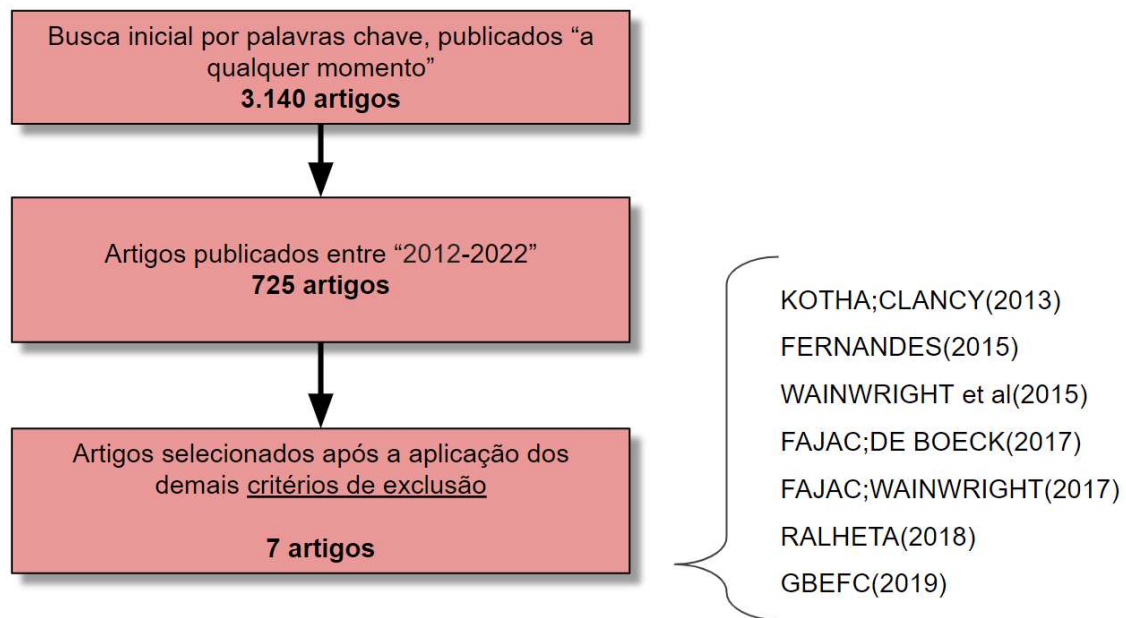 Busca inicial por palavras chave, publicados “a
qualquer momento”
3.140 artigos
Artigos publicados entre “2012-2022”
725 artigos
Artigos selecionados após a aplicação dos
demais critérios de exclusão
7 artigos
KOTHA;CLANCY(2013)
FERNANDES(2015)
WAINWRIGHT et al(2015)
FAJAC;DE BOECK(2017)
FAJAC;WAINWRIGHT(2017)
RALHETA(2018)
GBEFC(2019)